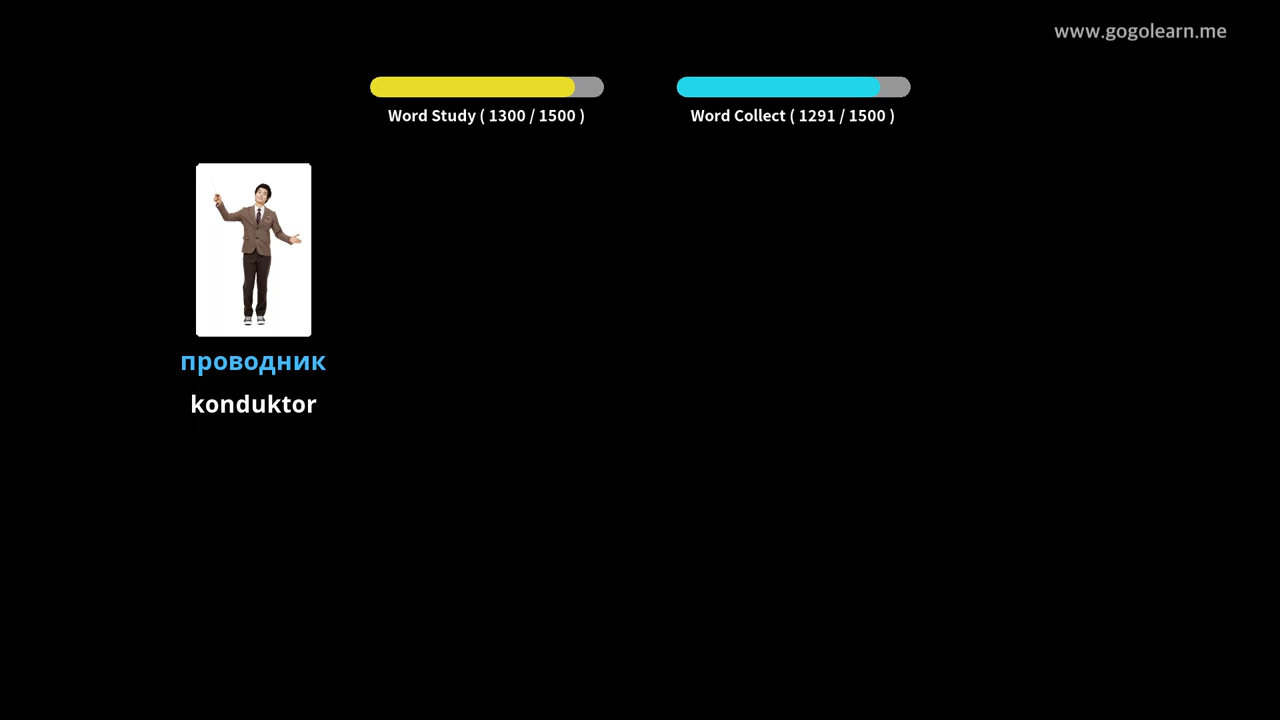 www.gogolearn.me
Word Study ( 1300 / 1500 )
Word Collect ( 1291 / 1500 )
проводник
konduktor